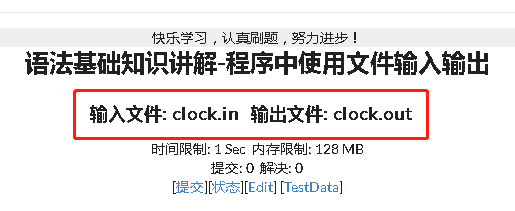 快乐学习，认真刷题，努力进步！
语法基础知识讲解-程序中使用文件输入输出
输入文件: clock.in 输出文件: clock.out
时间限制: 1 Sec 内存限制: 128 MB
提交: 0 解决: 0
[提交][状态][Edit] [TestData]